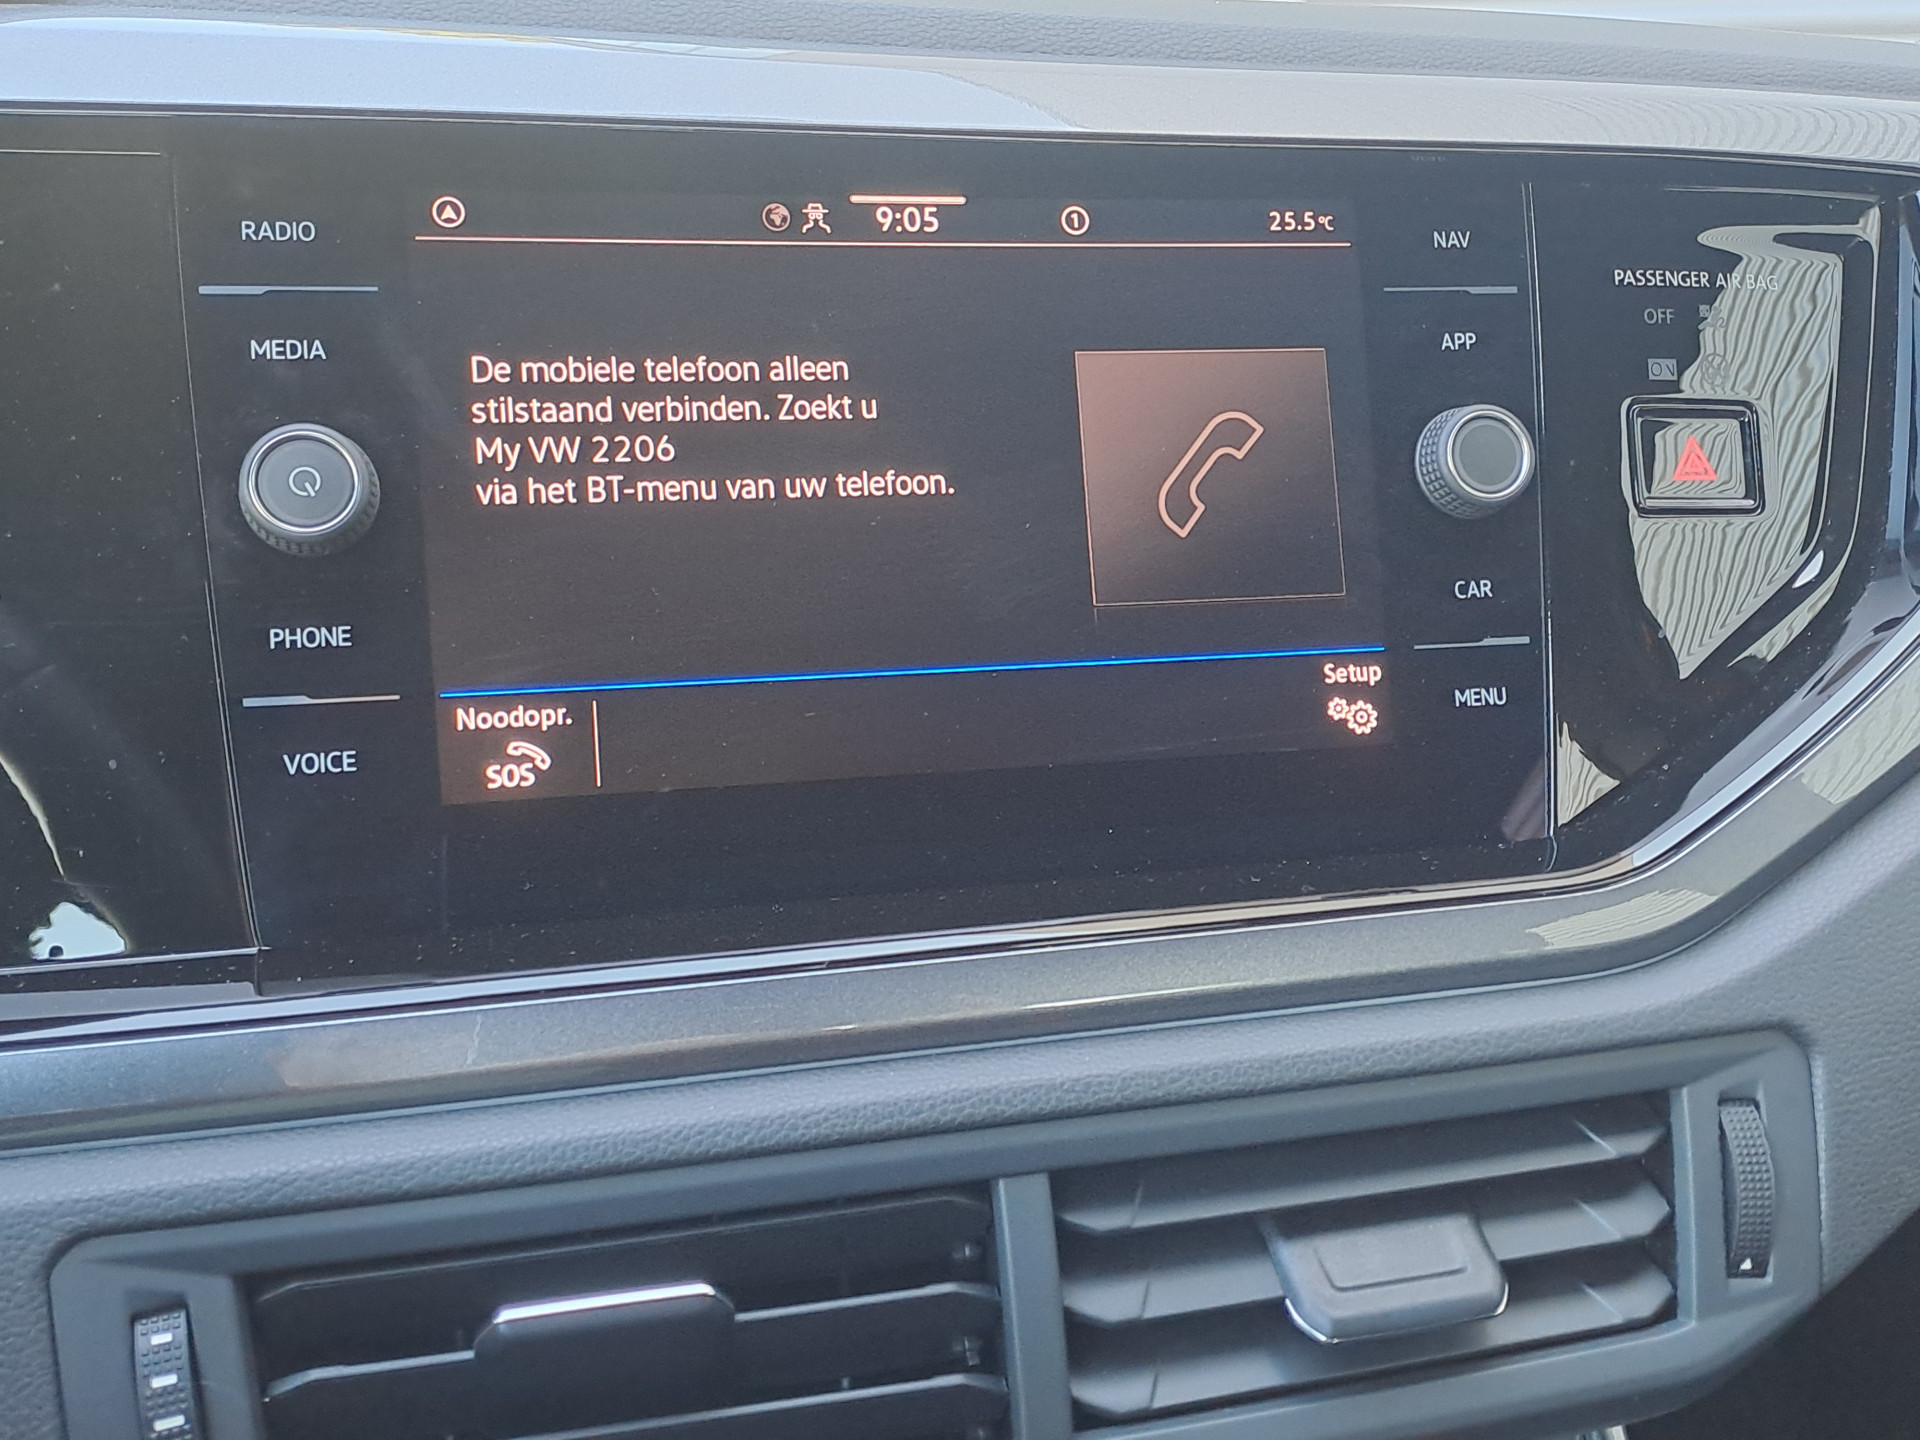 RADIO
MEDIA
PHONE
VOICE
9:05
1
25.5°C
De mobiele telefoon alleen
stilstaand verbinden. Zoekt u
My VW 2206
via het BT-menu van uw telefoon.
Noodopr.
SOS
Setup
NAV
APP
CAR
MENU
PASSENGER AIR BAG
OFF
ON